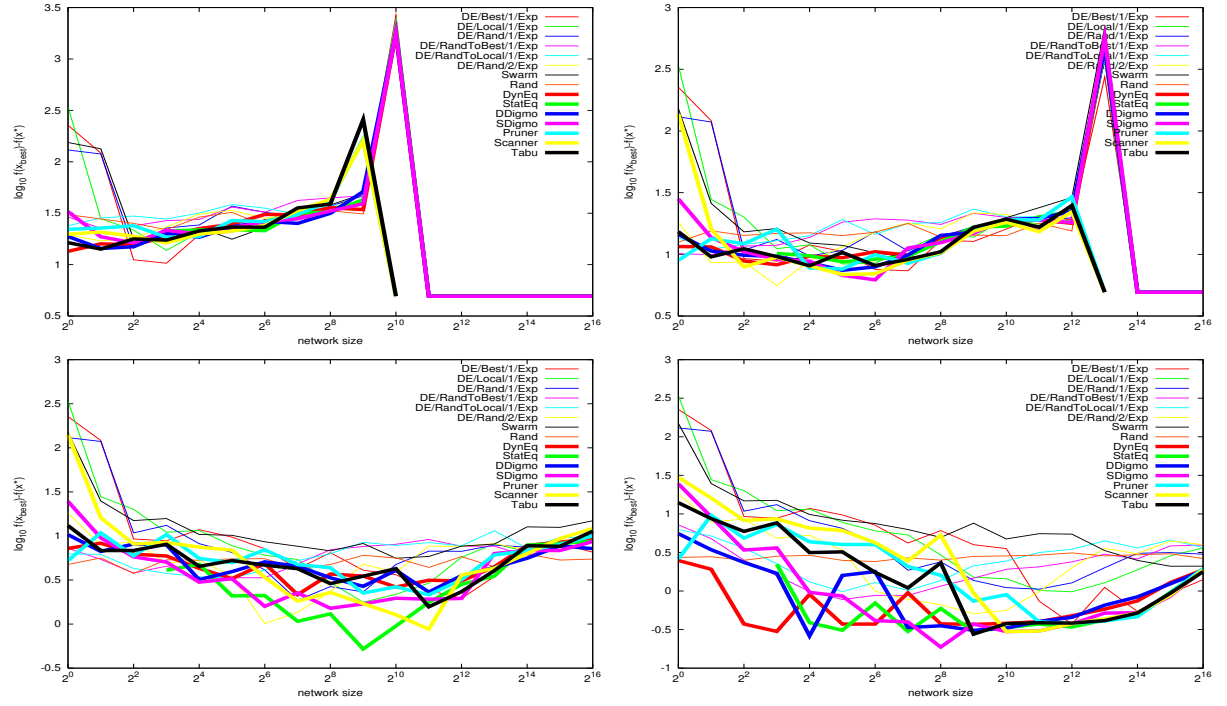 3.5
3
2.5
2
1.5
1
0.5
2^0 2^2 2^4 2^6 2^8 2^10 2^12 2^14 2^16
network size
log10 f(xbest)-f(x*)
DE/Best/1/Exp
DE/Local/1/Exp
DE/Rand/1/Exp
DE/RandToBest/1/Exp
DE/RandToLocal/1/Exp
DE/Rand/2/Exp
Swarm
Rand
DynEq
StatEq
DDigmo
SDigmo
Pruner
Scanner
Tabu
3
2.5
2
1.5
1
0.5
2^0 2^2 2^4 2^6 2^8 2^10 2^12 2^14 2^16
network size
log10 f(xbest)-f(x*)
DE/Best/1/Exp
DE/Local/1/Exp
DE/Rand/1/Exp
DE/RandToBest/1/Exp
DE/RandToLocal/1/Exp
DE/Rand/2/Exp
Swarm
Rand
DynEq
StatEq
DDigmo
SDigmo
Pruner
Scanner
Tabu
3
2.5
2
1.5
1
0.5
0
-0.5
2^0 2^2 2^4 2^6 2^8 2^10 2^12 2^14 2^16
network size
log10 f(xbest)-f(x*)
DE/Best/1/Exp
DE/Local/1/Exp
DE/Rand/1/Exp
DE/RandToBest/1/Exp
DE/RandToLocal/1/Exp
DE/Rand/2/Exp
Swarm
Rand
DynEq
StatEq
DDigmo
SDigmo
Pruner
Scanner
Tabu
3
2.5
2
1.5
1
0.5
0
-0.5
-1
2^0 2^2 2^4 2^6 2^8 2^10 2^12 2^14 2^16
network size
log10 f(xbest)-f(x*)
DE/Best/1/Exp
DE/Local/1/Exp
DE/Rand/1/Exp
DE/RandToBest/1/Exp
DE/RandToLocal/1/Exp
DE/Rand/2/Exp
Swarm
Rand
DynEq
StatEq
DDigmo
SDigmo
Pruner
Scanner
Tabu